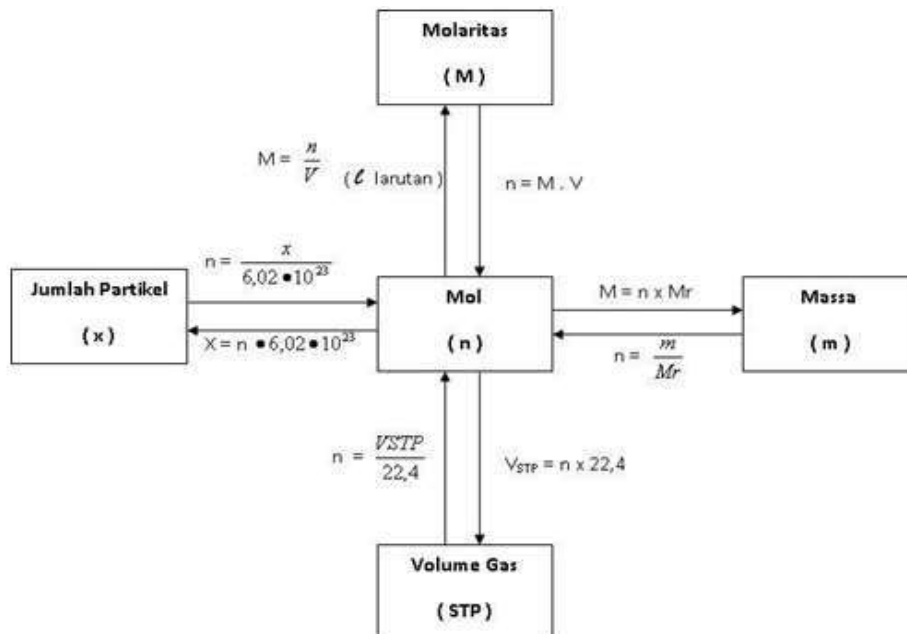 Molaritas
( M )
M = n/V (ℓ larutan)
n = M . V
n = x / 6,02•10²³
Jumlah Partikel
( x )
X = n •6,02•10²³
Mol
( n )
M = n x Mr
n = m/Mr
Massa
( m )
n = VSTP/22,4
V_STP = n x 22,4
Volume Gas
( STP )